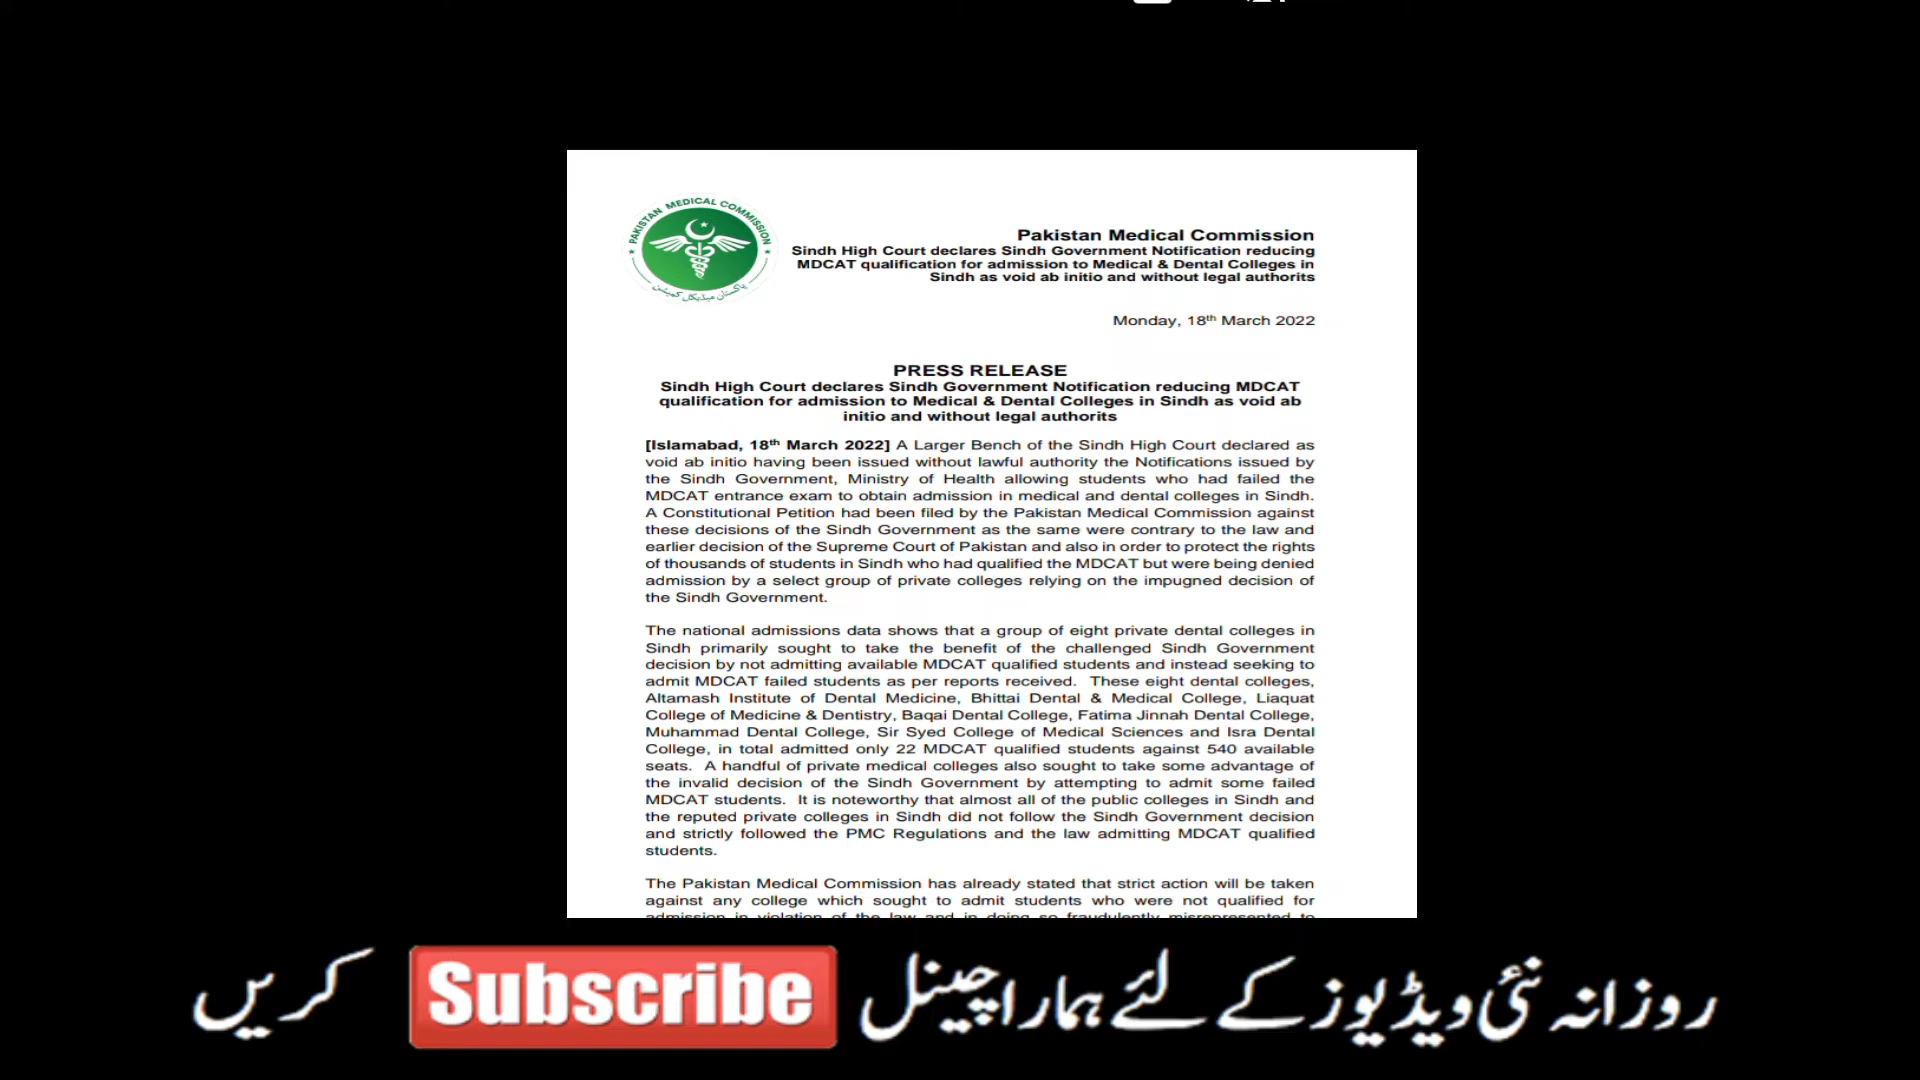 PAKISTAN MEDICAL COMMISSION
پاکستان میڈیکل کمیشن
Pakistan Medical Commission
Sindh High Court declares Sindh Government Notification reducing
MDCAT qualification for admission to Medical & Dental Colleges in
Sindh as void ab initio and without legal authorits
Monday, 18th March 2022
PRESS RELEASE
Sindh High Court declares Sindh Government Notification reducing MDCAT
qualification for admission to Medical & Dental Colleges in Sindh as void ab
initio and without legal authorits
[Islamabad, 18th March 2022] A Larger Bench of the Sindh High Court declared as
void ab initio having been issued without lawful authority the Notifications issued by
the Sindh Government, Ministry of Health allowing students who had failed the
MDCAT entrance exam to obtain admission in medical and dental colleges in Sindh.
A Constitutional Petition had been filed by the Pakistan Medical Commission against
these decisions of the Sindh Government as the same were contrary to the law and
earlier decision of the Supreme Court of Pakistan and also in order to protect the rights
of thousands of students in Sindh who had qualified the MDCAT but were being denied
admission by a select group of private colleges relying on the impugned decision of
the Sindh Government.
The national admissions data shows that a group of eight private dental colleges in
Sindh primarily sought to take the benefit of the challenged Sindh Government
decision by not admitting available MDCAT qualified students and instead seeking to
admit MDCAT failed students as per reports received. These eight dental colleges,
Altamash Institute of Dental Medicine, Bhittai Dental & Medical College, Liaquat
College of Medicine & Dentistry, Baqai Dental College, Fatima Jinnah Dental College,
Muhammad Dental College, Sir Syed College of Medical Sciences and Isra Dental
College, in total admitted only 22 MDCAT qualified students against 540 available
seats. A handful of private medical colleges also sought to take some advantage of
the invalid decision of the Sindh Government by attempting to admit some failed
MDCAT students. It is noteworthy that almost all of the public colleges in Sindh and
the reputed private colleges in Sindh did not follow the Sindh Government decision
and strictly followed the PMC Regulations and the law admitting MDCAT qualified
students.
The Pakistan Medical Commission has already stated that strict action will be taken
against any college which sought to admit students who were not qualified for
admission in violation of the law and in doing so fraudulently misrepresented to
روزانہ نئی ویڈیوز کے لئے ہمارا چینل Subscribe کریں